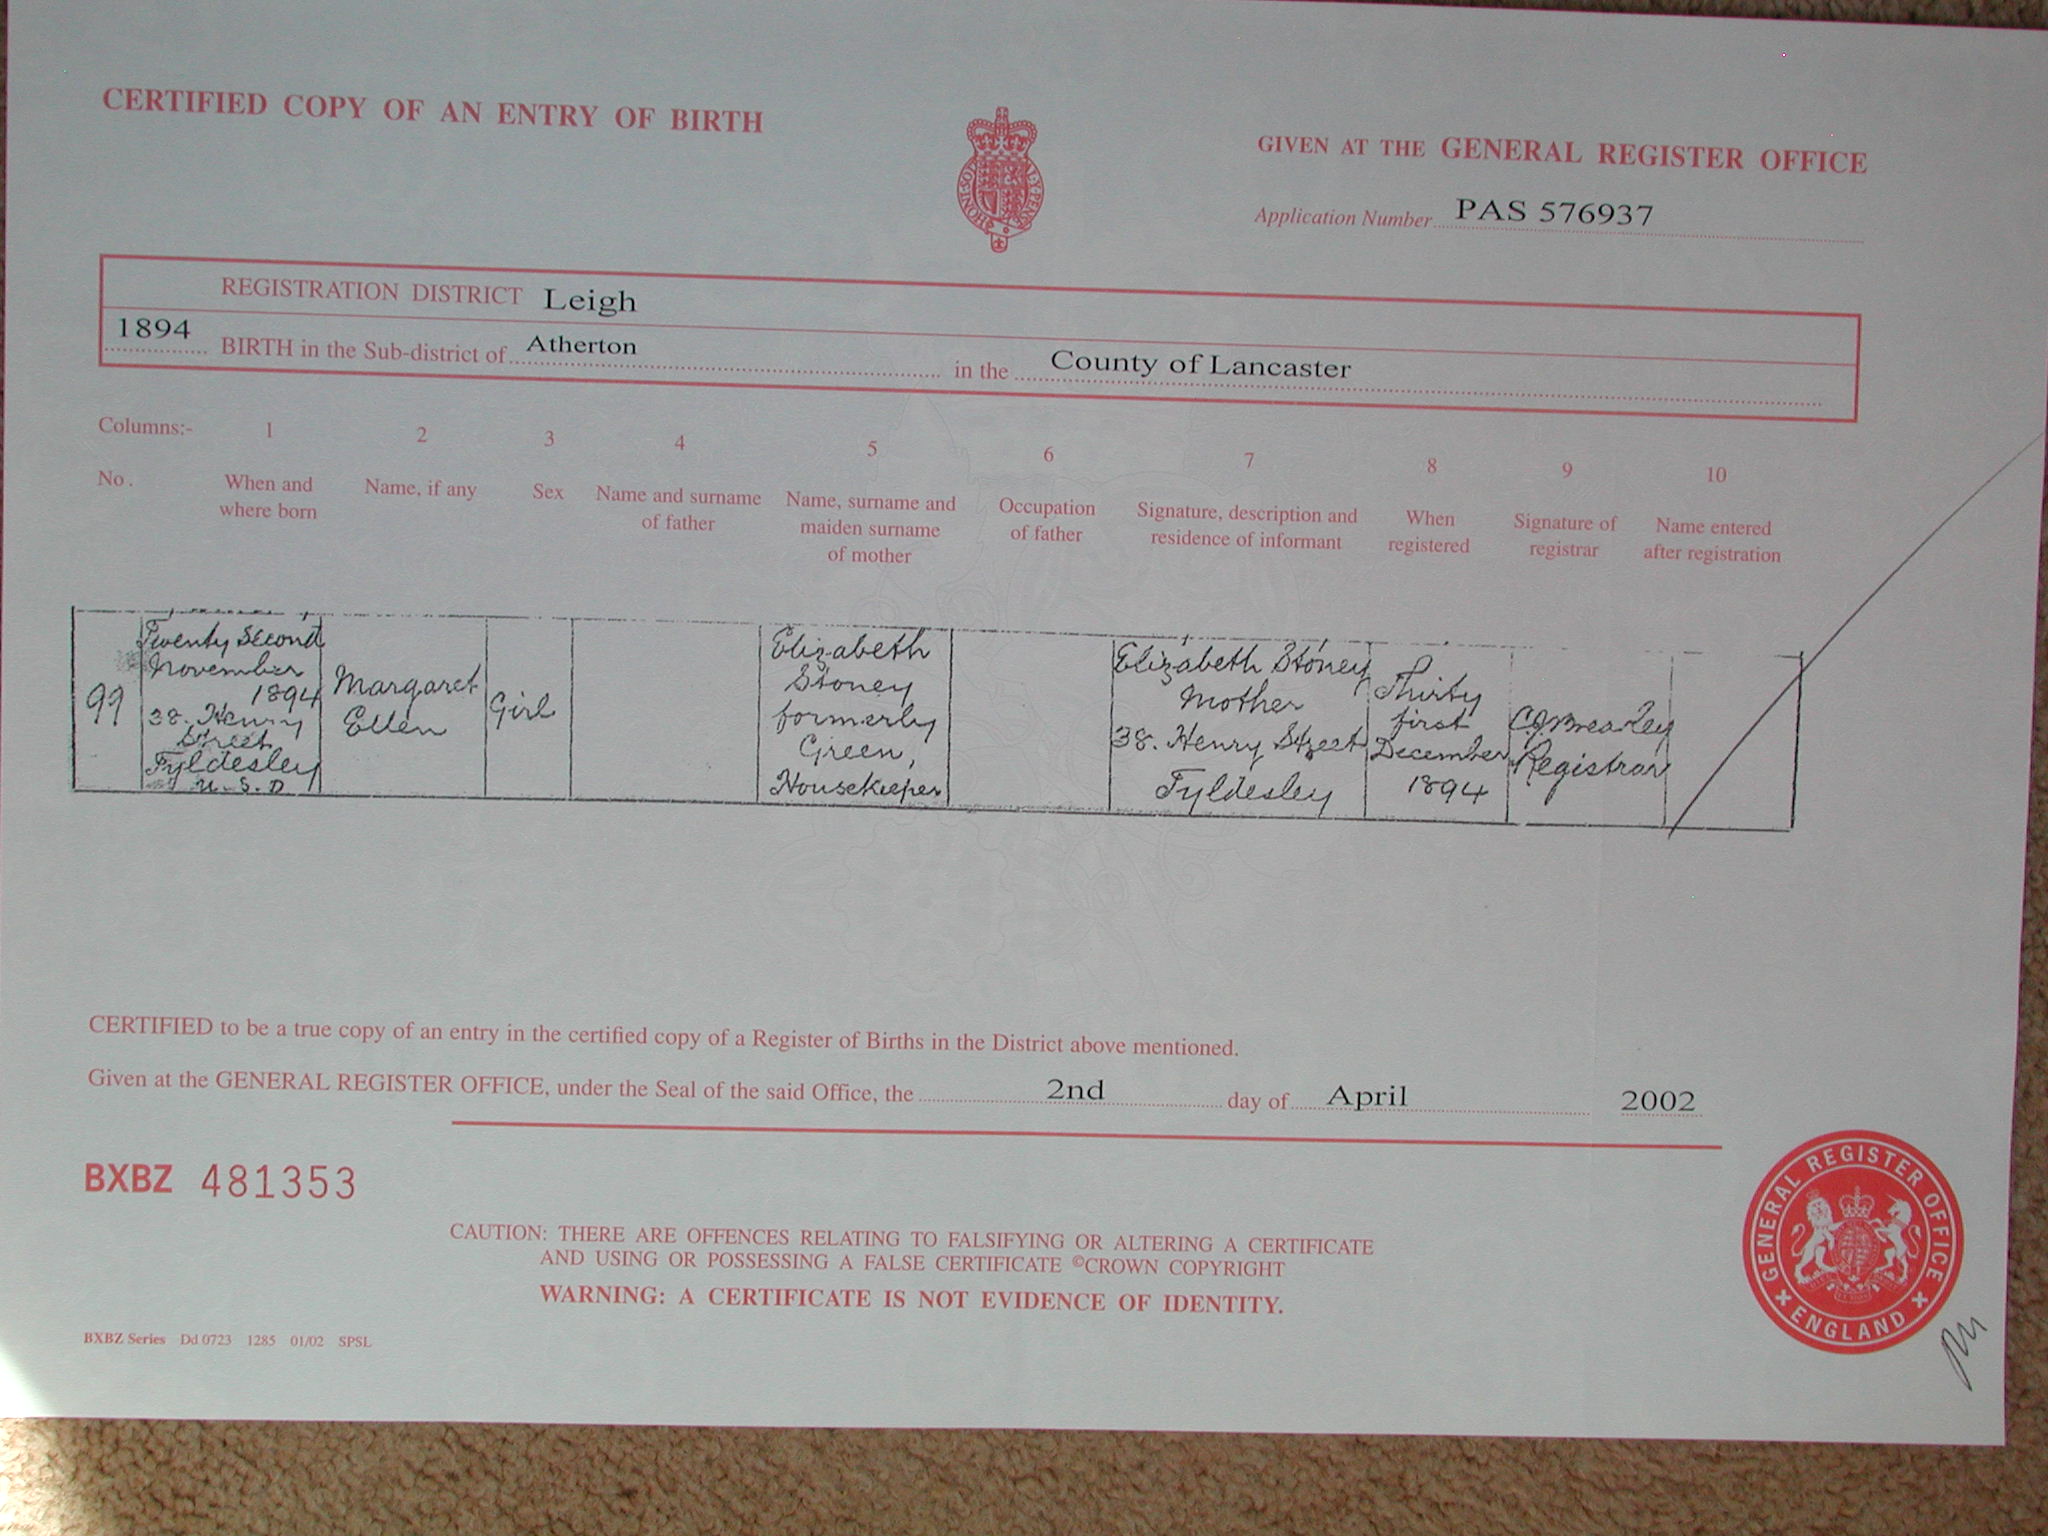 CERTIFIED COPY OF AN ENTRY OF BIRTH
GIVEN AT THE GENERAL REGISTER OFFICE
Application Number PAS 576937
REGISTRATION DISTRICT Leigh
1894 BIRTH in the Sub-district of Atherton in the County of Lancaster
Columns:- 1 2 3 4 5 6 7 8 9 10
No.
When and
where born
Name, if any
Sex
Name and surname
of father
Name, surname and
maiden surname
of mother
Occupation
of father
Signature, description and
residence of informant
When
registered
Signature of
registrar
Name entered
after registration
99
Twenty Second
November
1894
38. Henry
Street
Tyldesley
U.S.D
Margaret
Ellen
Girl
Elizabeth
Stoney
formerly
Green,
Housekeeper
Elizabeth Stoney
Mother
38. Henry Street
Tyldesley
Thirty
first
December
1894
Registrar
CERTIFIED to be a true copy of an entry in the certified copy of a Register of Births in the District above mentioned.
Given at the GENERAL REGISTER OFFICE, under the Seal of the said Office, the 2nd day of April 2002
BXBZ 481353
CAUTION: THERE ARE OFFENCES RELATING TO FALSIFYING OR ALTERING A CERTIFICATE
AND USING OR POSSESSING A FALSE CERTIFICATE ©CROWN COPYRIGHT
WARNING: A CERTIFICATE IS NOT EVIDENCE OF IDENTITY.
GENERAL REGISTER OFFICE
ENGLAND
BXBZ Series Dd 0723 1285 01/02 SPSL